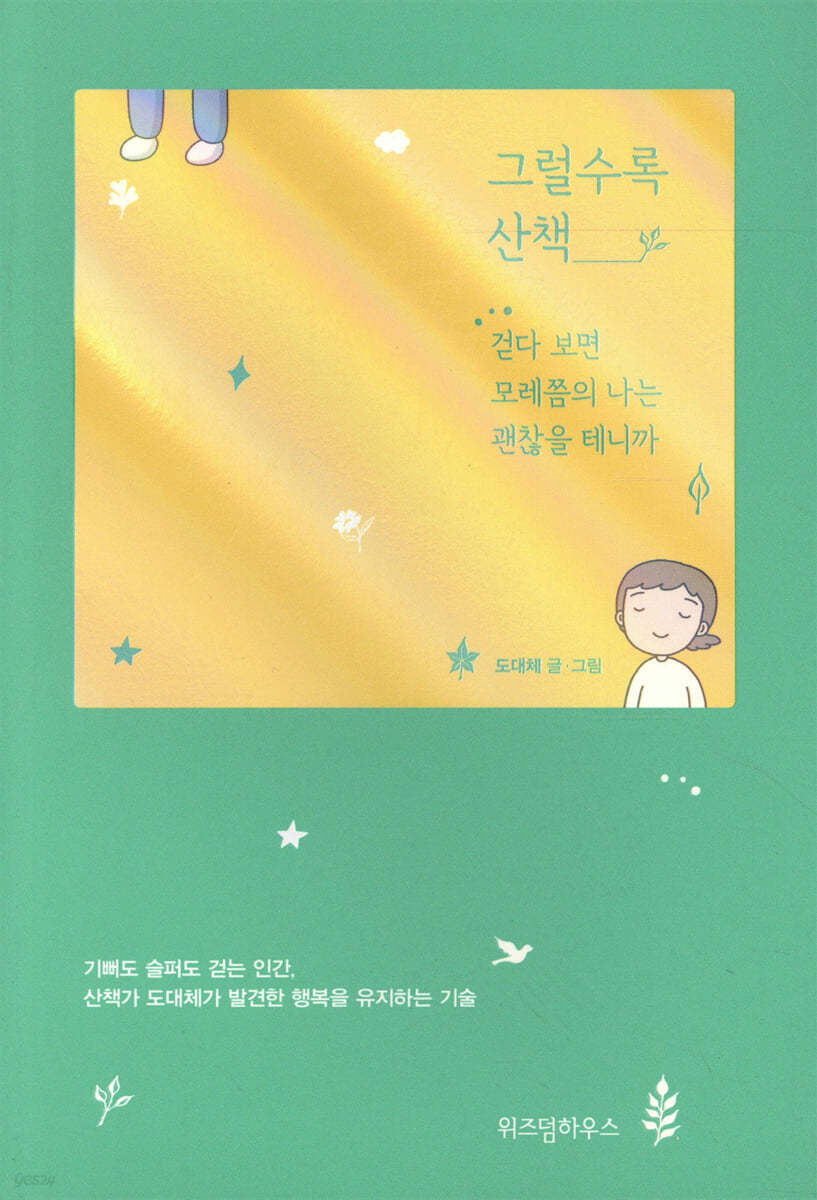 그럴수록
산책
걷다 보면
모레쯤의 나는
괜찮을 테니까
도대체 글·그림
기뻐도 슬퍼도 걷는 인간,
산책가 도대체가 발견한 행복을 유지하는 기술
위즈덤하우스
yes24